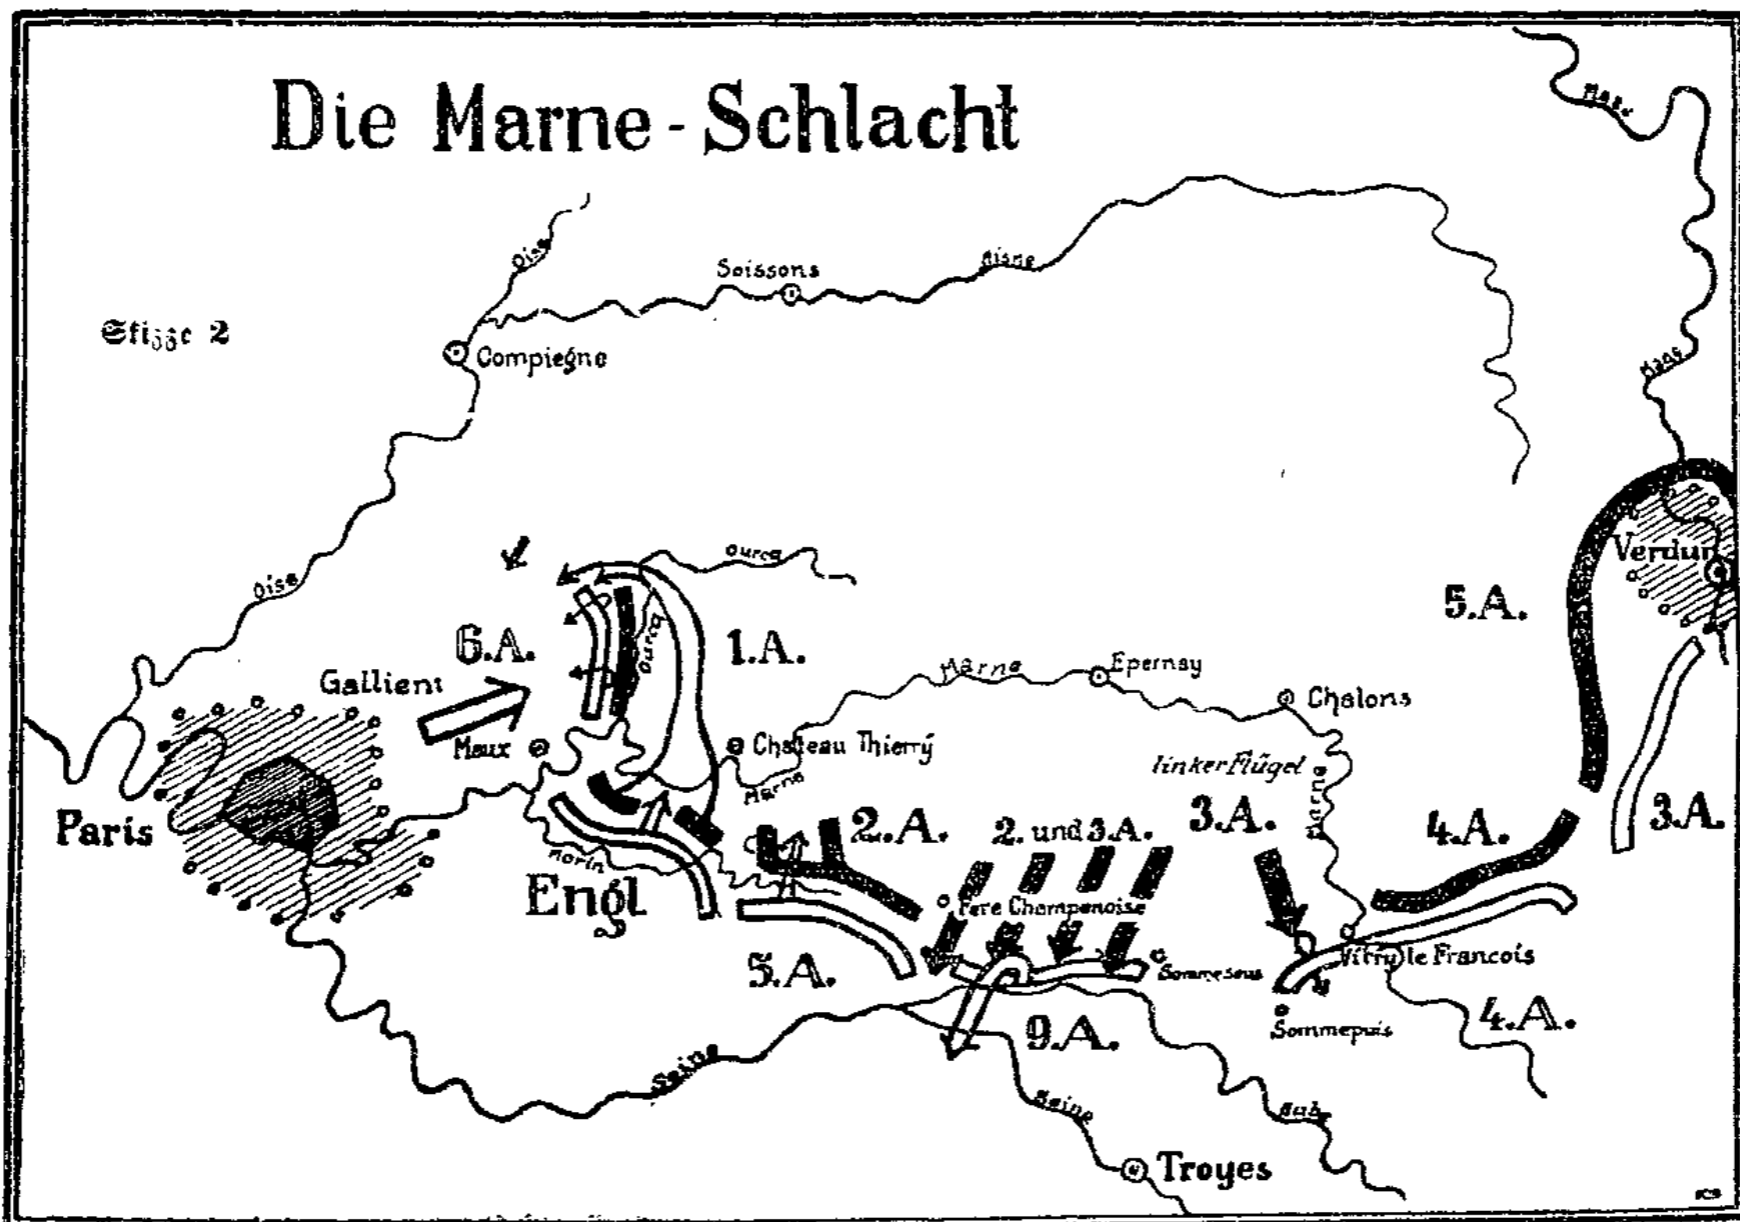 Die Marne-Schlacht
Maas
Oise
Soissons
Aisne
Skizze 2
Compiegne
Maas
Ourcq
Verdun
Oise
5.A.
6.A.
Ourcq
1.A.
Gallieni
Marne
Epernay
Chalons
Meaux
Chateau Thierry
linker Flügel
Marne
Marne
Paris
2.A.
2. und 3.A.
3.A.
4.A.
3.A.
Morin
Engl
Fere Champenoise
Vitry le Francois
5.A.
Sommesous
Sommepuis
4.A.
9.A.
Seine
Seine
Aube
Troyes